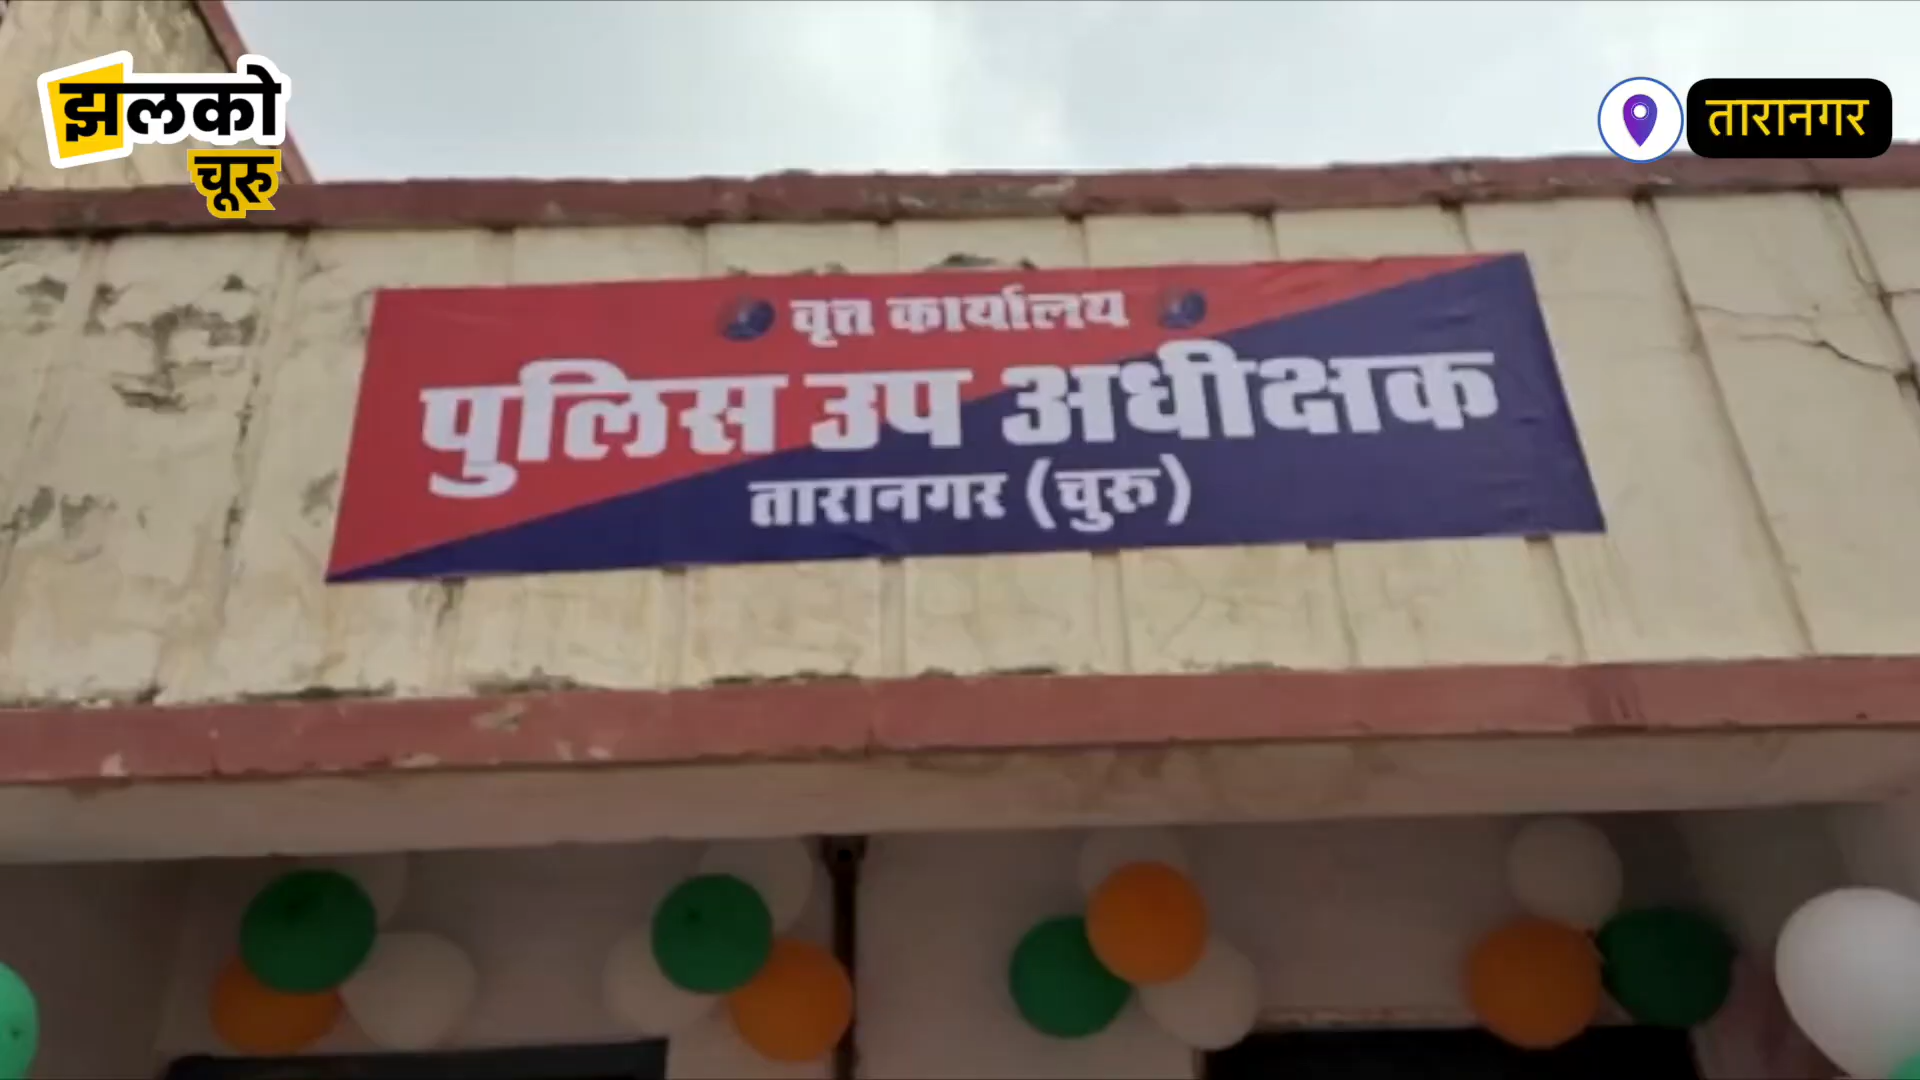 झलको
चूरु
तारानगर
वृत्त कार्यालय
पुलिस उप अधीक्षक
तारानगर (चुरु)